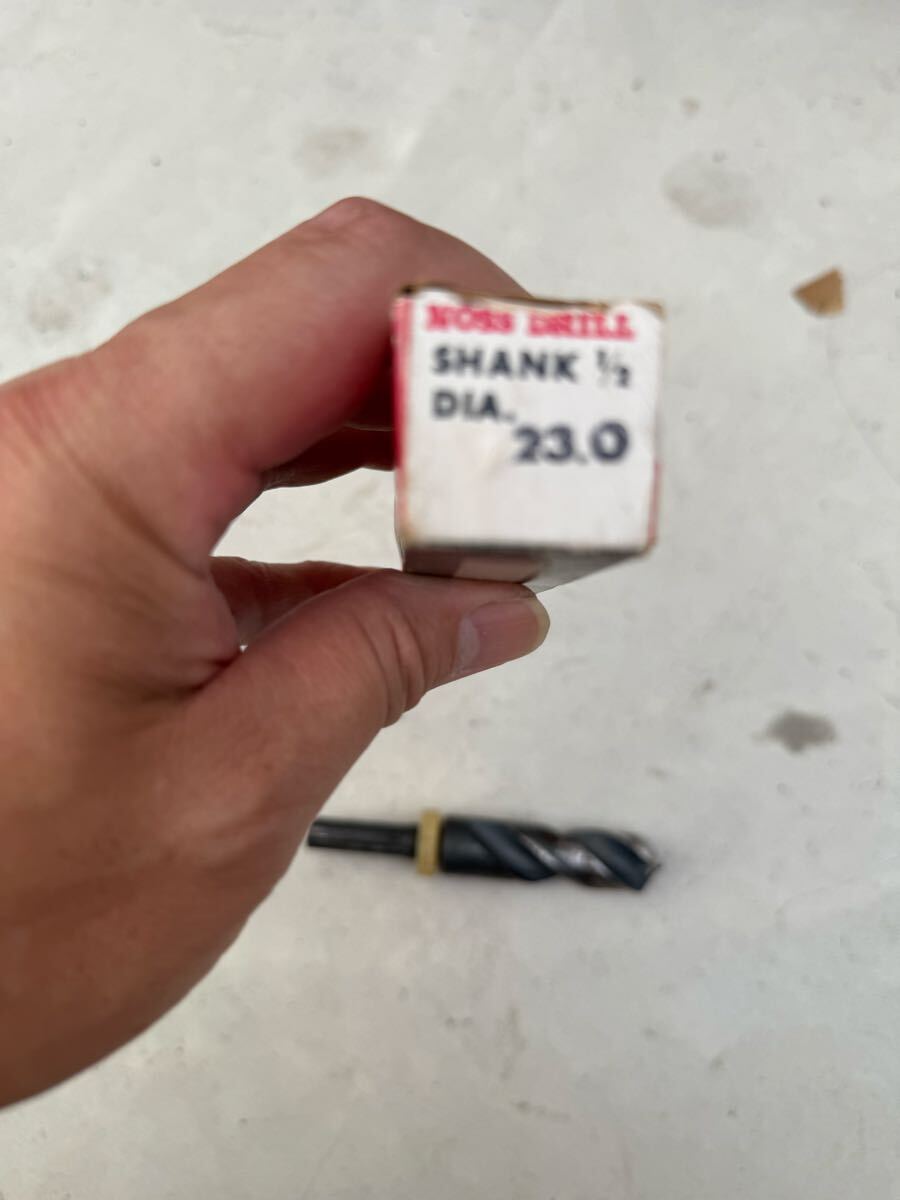 NOSS DRILL
SHANK ½
DIA.
23.0